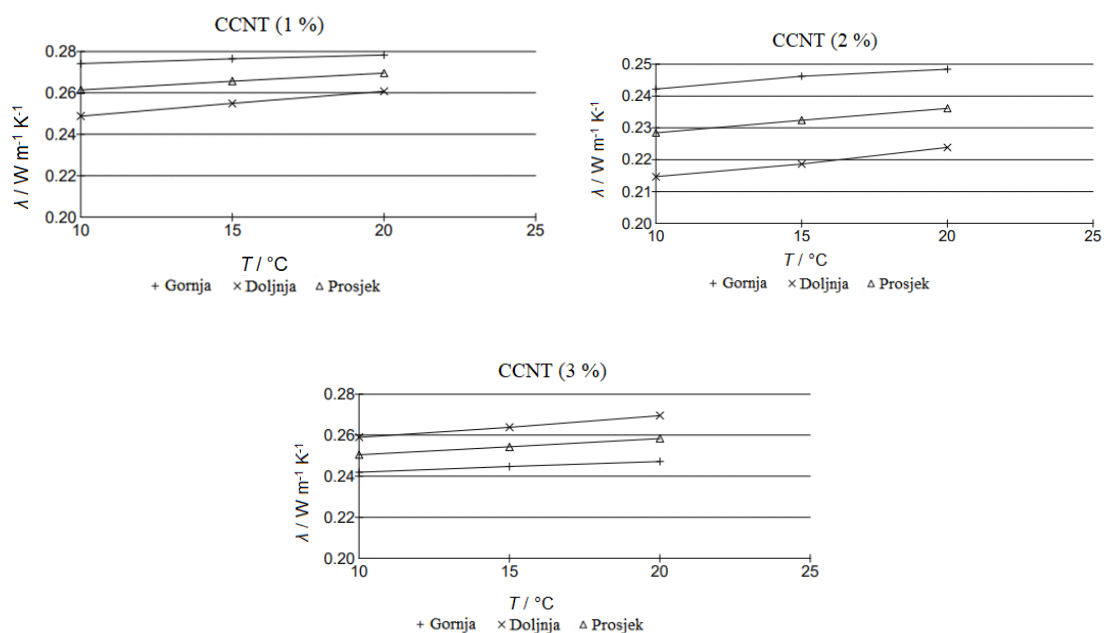 CCNT (1 %)
0.28
0.26
0.24
0.22
0.20
λ / W m⁻¹ K⁻¹
10 15 20 25
T / °C
+ Gornja × Doljnja △ Prosjek
CCNT (2 %)
0.25
0.24
0.23
0.22
0.21
0.20
λ / W m⁻¹ K⁻¹
10 15 20 25
T / °C
+ Gornja × Doljnja △ Prosjek
CCNT (3 %)
0.28
0.26
0.24
0.22
0.20
λ / W m⁻¹ K⁻¹
10 15 20 25
T / °C
+ Gornja × Doljnja △ Prosjek